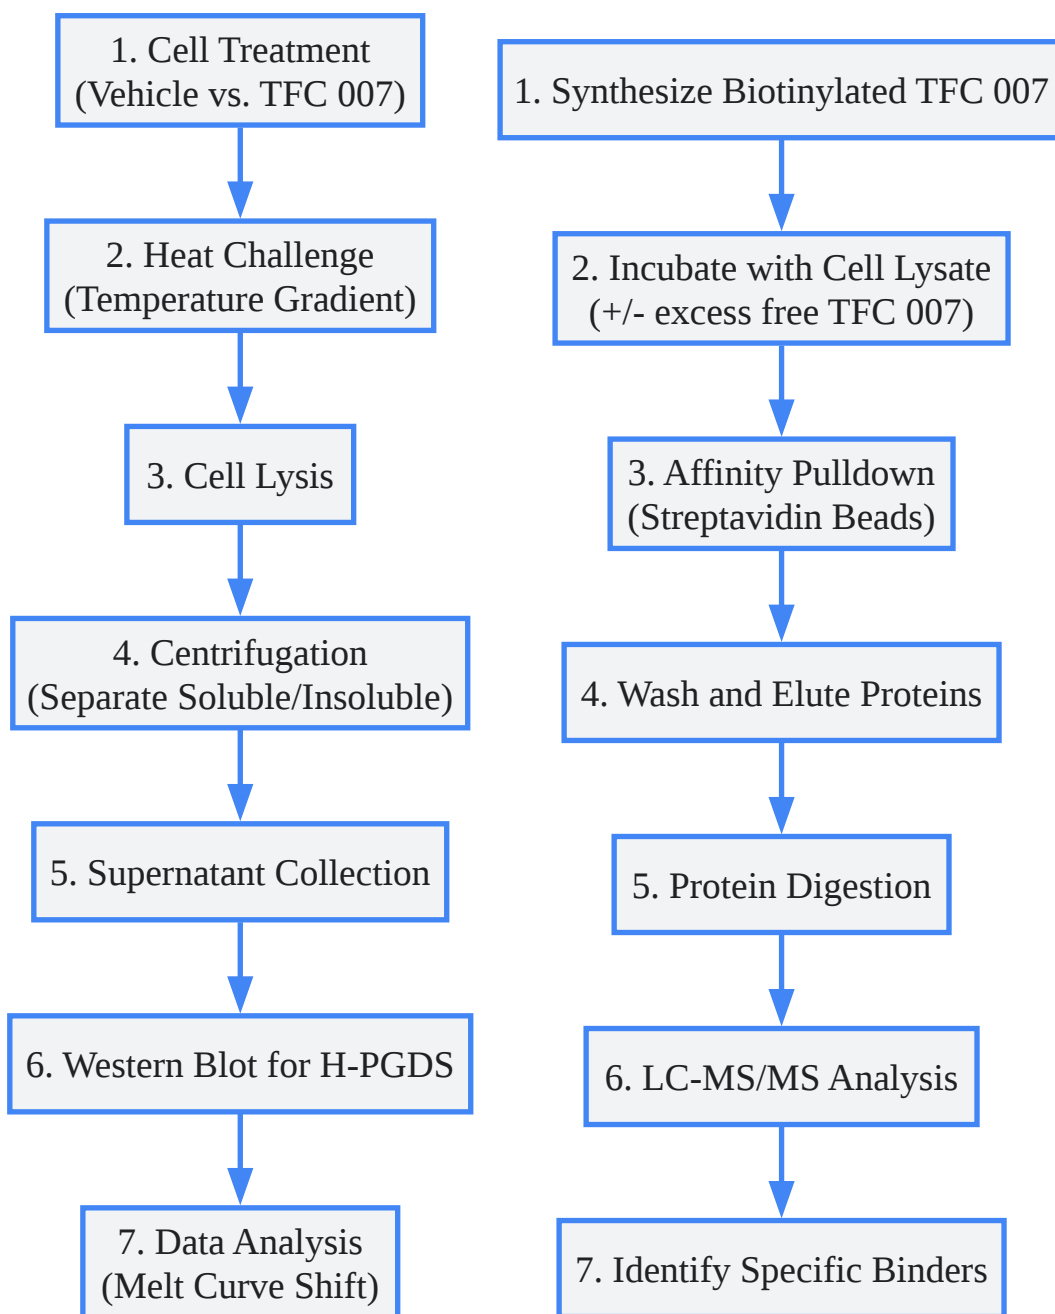 1. Cell Treatment
(Vehicle vs. TFC 007)
2. Heat Challenge
(Temperature Gradient)
3. Cell Lysis
4. Centrifugation
(Separate Soluble/Insoluble)
5. Supernatant Collection
6. Western Blot for H-PGDS
7. Data Analysis
(Melt Curve Shift)
1. Synthesize Biotinylated TFC 007
2. Incubate with Cell Lysate
(+/- excess free TFC 007)
3. Affinity Pulldown
(Streptavidin Beads)
4. Wash and Elute Proteins
5. Protein Digestion
6. LC-MS/MS Analysis
7. Identify Specific Binders